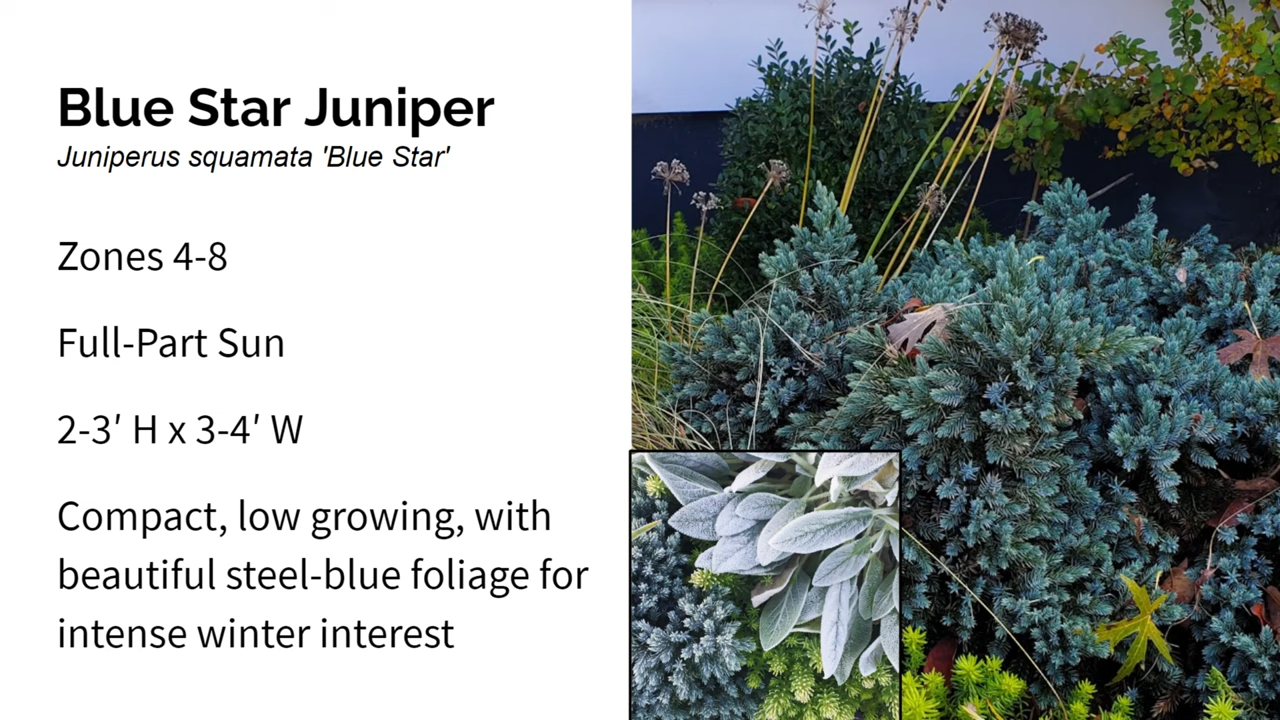 Blue Star Juniper
Juniperus squamata 'Blue Star'
Zones 4-8
Full-Part Sun
2-3′ H x 3-4′ W
Compact, low growing, with
beautiful steel-blue foliage for
intense winter interest